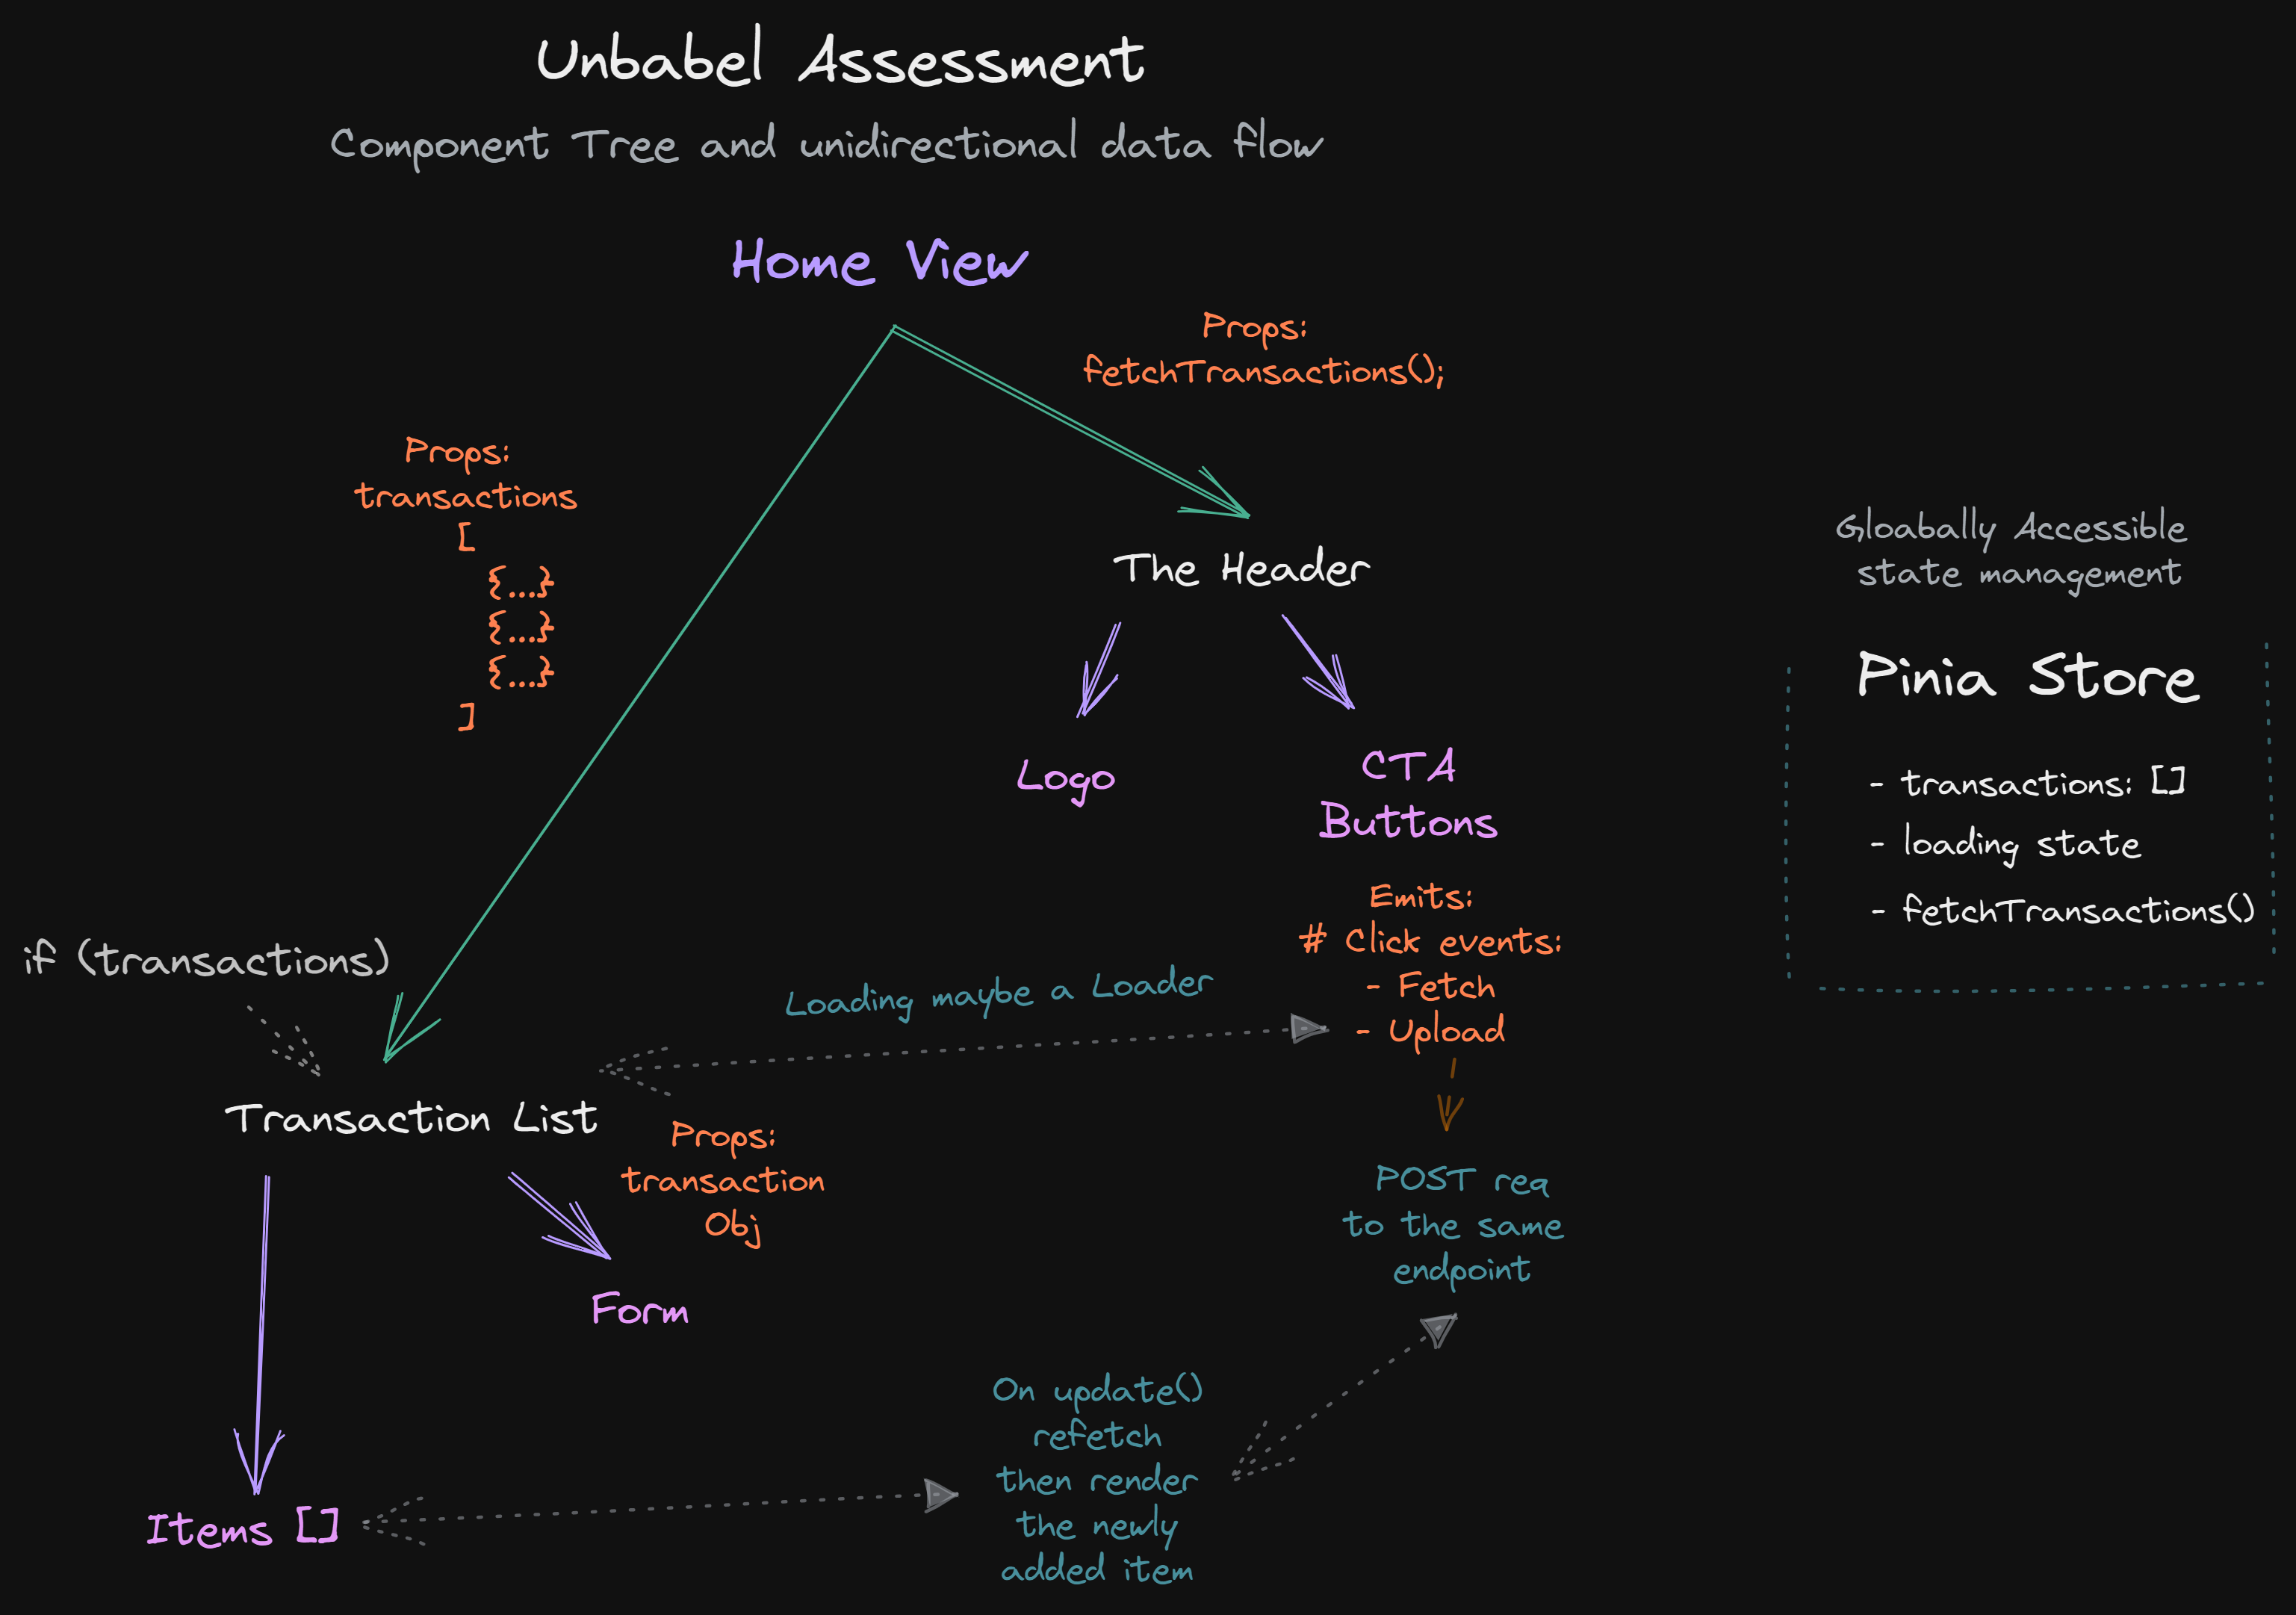 Unbabel Assessment
Component Tree and unidirectional data flow
Home View
Props:
fetchTransactions();
Props:
transactions
[
{...}
{...}
{...}
]
The Header
Logo
CTA
Buttons
Emits:
# Click events:
- Fetch
- Upload
Gloabally Accessible
state management
Pinia Store
- transactions: []
- loading state
- fetchTransactions()
if (transactions)
Loading maybe a Loader
Transaction List
Props:
transaction
Obj
Form
POST req
to the same
endpoint
On update()
refetch
then render
the newly
added item
Items []